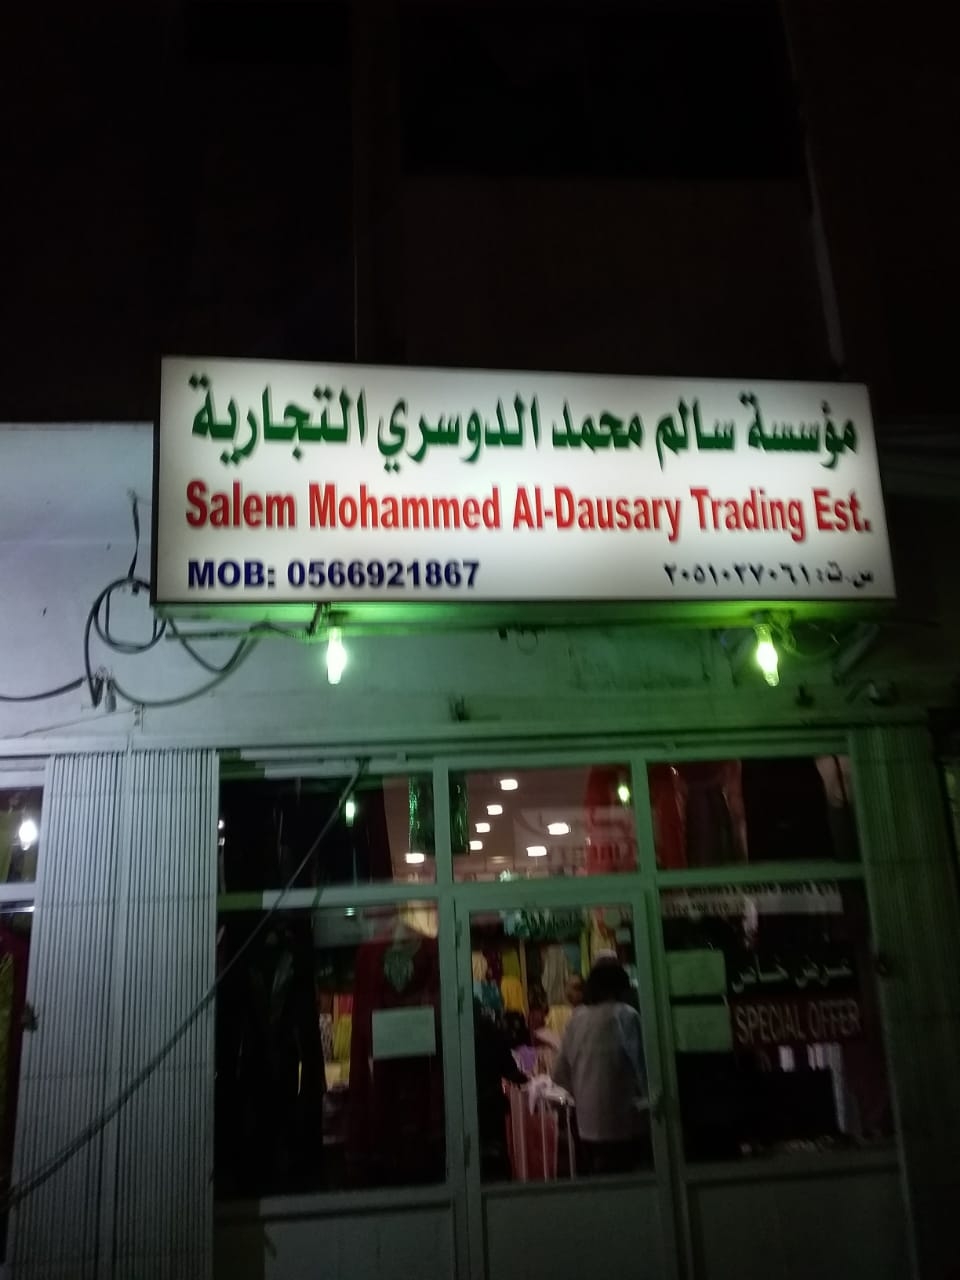 مؤسسة سالم محمد الدوسري التجارية
Salem Mohammed Al-Dausary Trading Est.
MOB: 0566921867
س.ت: ٢٠٥١٠٢٧٠٦١
عرض خاص
SPECIAL OFFER